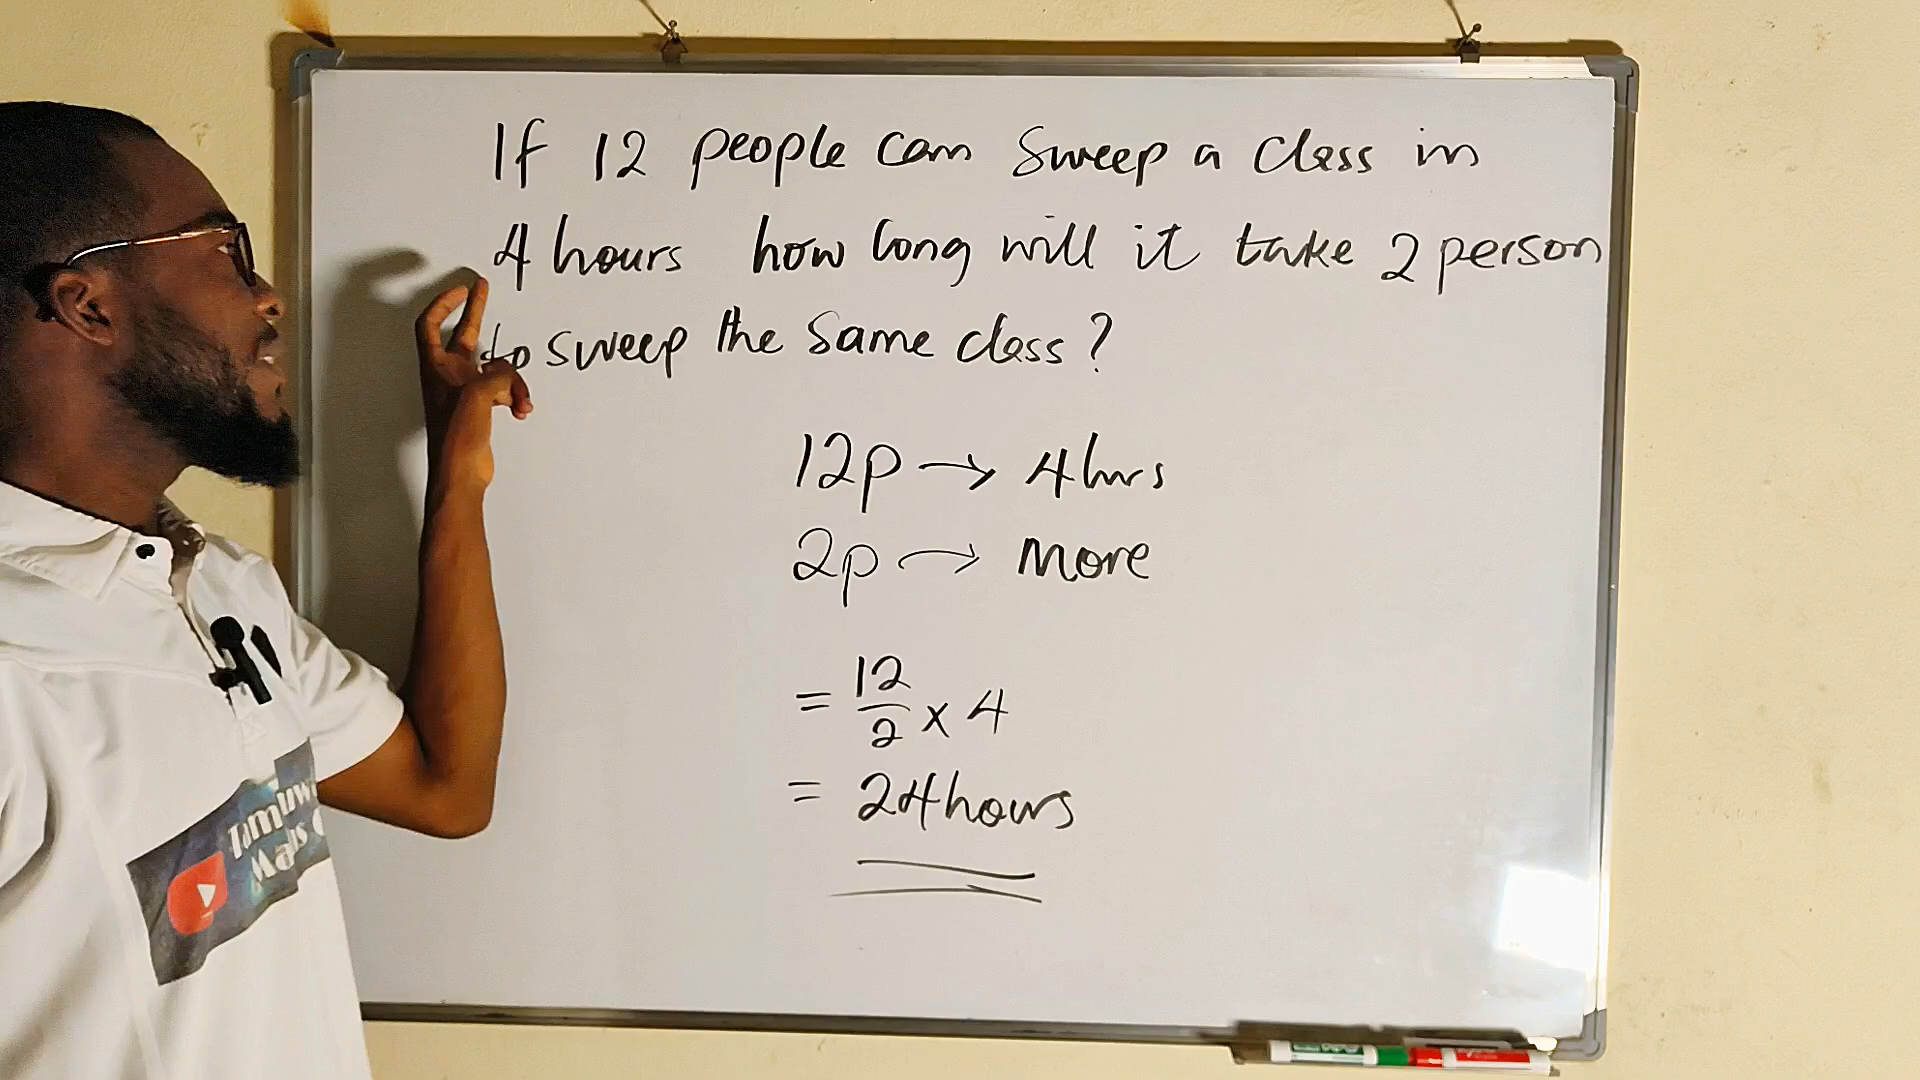 If 12 people can sweep a class in
4 hours how long will it take 2 person
to sweep the same class?
12p → 4hrs
2p → More
= 12/2 x 4
= 24hours